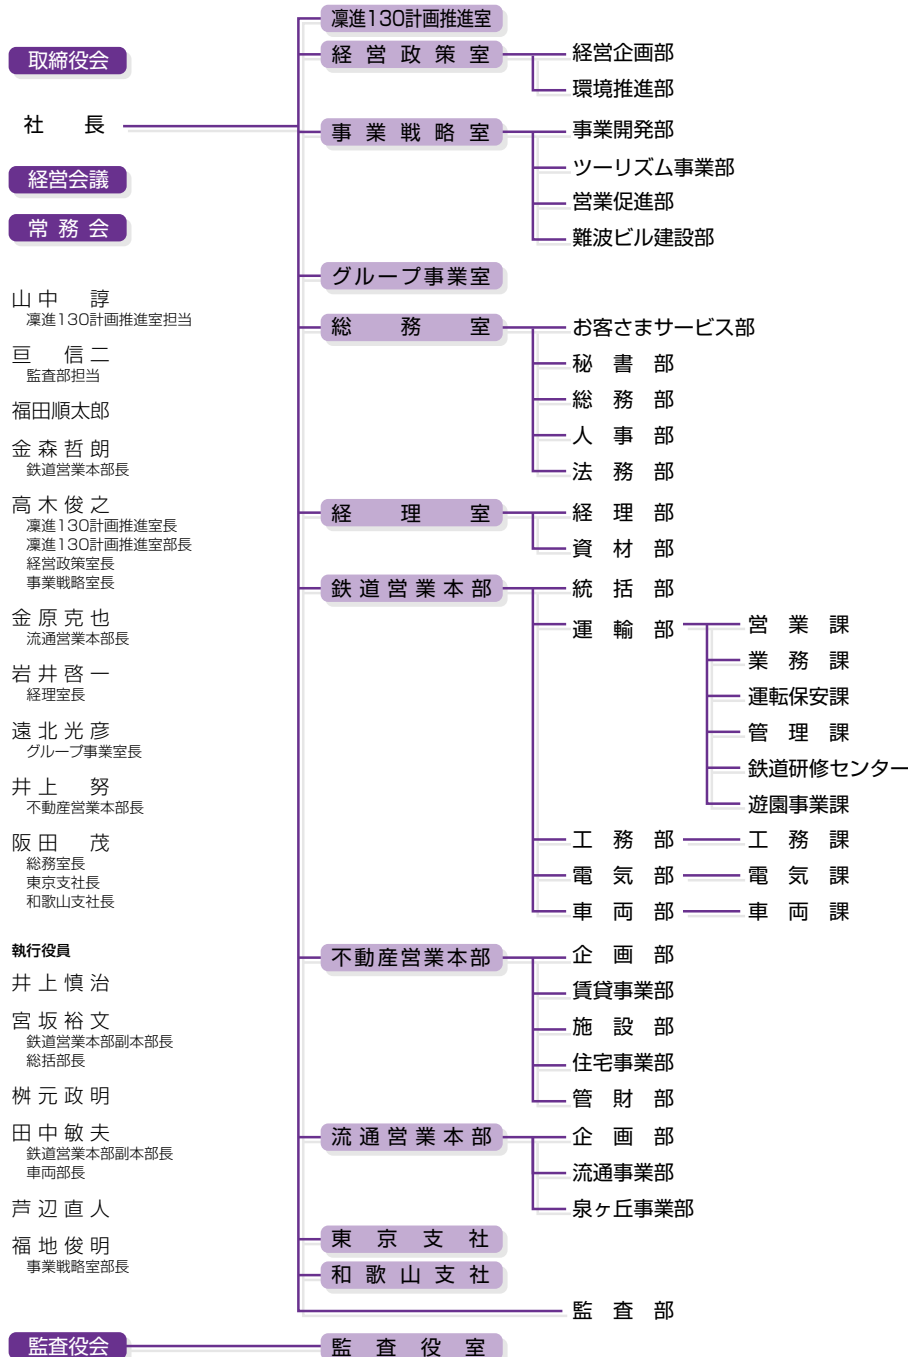 取締役会
社長
経営会議
常務会
山中 諄
凜進130計画推進室担当
亘 信二
監査部担当
福田順太郎
金森哲朗
鉄道営業本部長
高木俊之
凜進130計画推進室長
凜進130計画推進室部長
経営政策室長
事業戦略室長
金原克也
流通営業本部長
岩井啓一
経理室長
遠北光彦
グループ事業室長
井上 努
不動産営業本部長
阪田 茂
総務室長
東京支社長
和歌山支社長
執行役員
井上慎治
宮坂裕文
鉄道営業本部副本部長
総括部長
桝元政明
田中敏夫
鉄道営業本部副本部長
車両部長
芦辺直人
福地俊明
事業戦略室部長
監査役会
凜進130計画推進室
経営政策室
経営企画部
環境推進部
事業戦略室
事業開発部
ツーリズム事業部
営業促進部
難波ビル建設部
グループ事業室
総務室
お客さまサービス部
秘書部
総務部
人事部
法務部
経理室
経理部
資材部
鉄道営業本部
統括部
運輸部
営業課
業務課
運転保安課
管理課
鉄道研修センター
遊園事業課
工務部
工務課
電気部
電気課
車両部
車両課
不動産営業本部
企画部
賃貸事業部
施設部
住宅事業部
管財部
流通営業本部
企画部
流通事業部
泉ヶ丘事業部
東京支社
和歌山支社
監査部
監査役室